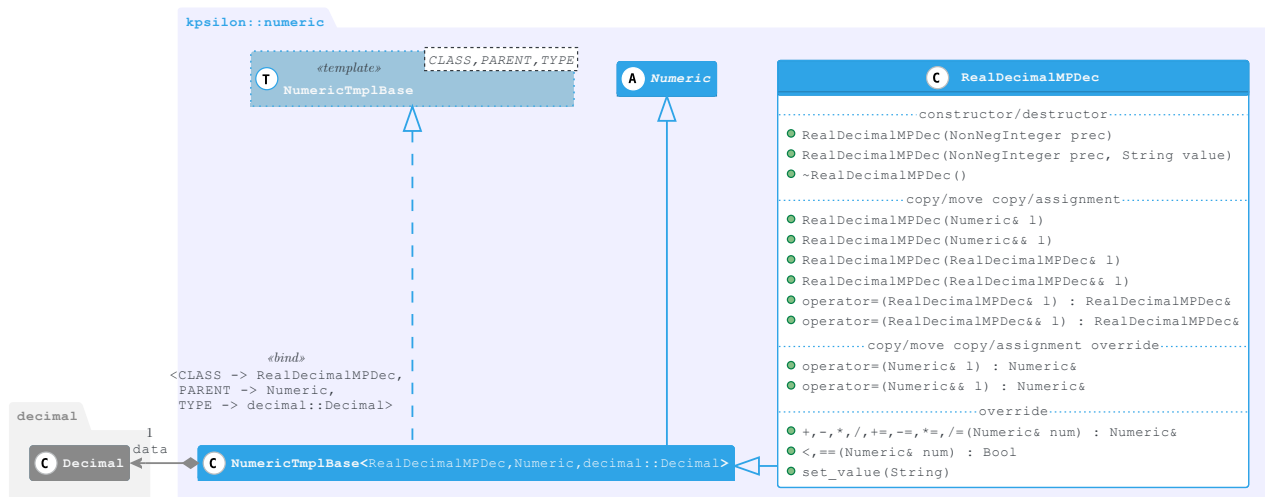 kpsilon::numeric
T
«template»
NumericTmplBase
CLASS,PARENT,TYPE
A Numeric
C RealDecimalMPDec
constructor/destructor
RealDecimalMPDec(NonNegInteger prec)
RealDecimalMPDec(NonNegInteger prec, String value)
~RealDecimalMPDec()
copy/move copy/assignment
RealDecimalMPDec(Numeric& l)
RealDecimalMPDec(Numeric&& l)
RealDecimalMPDec(RealDecimalMPDec& l)
RealDecimalMPDec(RealDecimalMPDec&& l)
operator=(RealDecimalMPDec& l) : RealDecimalMPDec&
operator=(RealDecimalMPDec&& l) : RealDecimalMPDec&
copy/move copy/assignment override
operator=(Numeric& l) : Numeric&
operator=(Numeric&& l) : Numeric&
override
+,-,*,/,+=,-=,*=,/=(Numeric& num) : Numeric&
<,==(Numeric& num) : Bool
set_value(String)
«bind»
<CLASS -> RealDecimalMPDec,
PARENT -> Numeric,
TYPE -> decimal::Decimal>
decimal
C Decimal
1
data
C NumericTmplBase<RealDecimalMPDec,Numeric,decimal::Decimal>